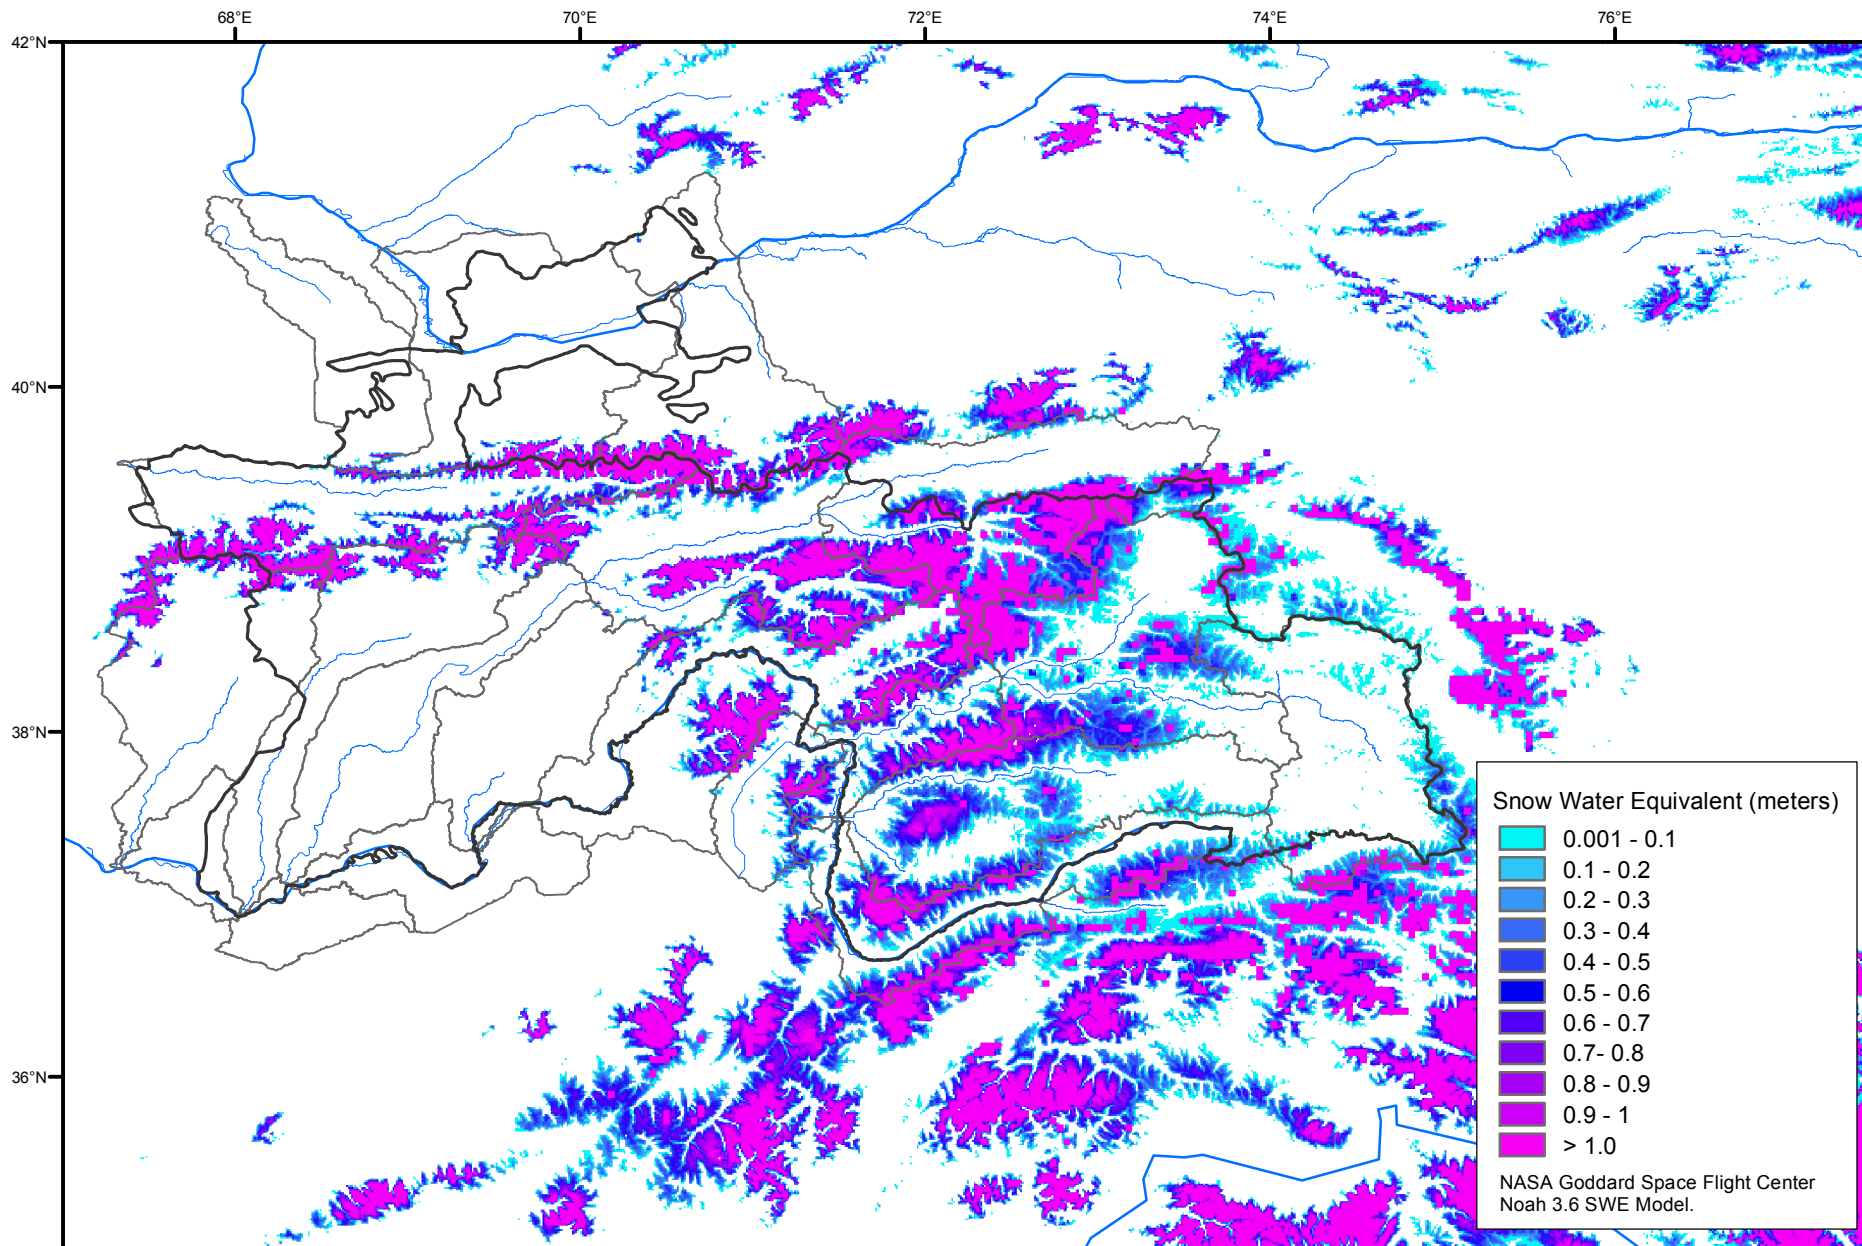 68°E 70°E 72°E 74°E 76°E
42°N
40°N
38°N
36°N
Snow Water Equivalent (meters)
0.001 - 0.1
0.1 - 0.2
0.2 - 0.3
0.3 - 0.4
0.4 - 0.5
0.5 - 0.6
0.6 - 0.7
0.7- 0.8
0.8 - 0.9
0.9 - 1
> 1.0
NASA Goddard Space Flight Center
Noah 3.6 SWE Model.